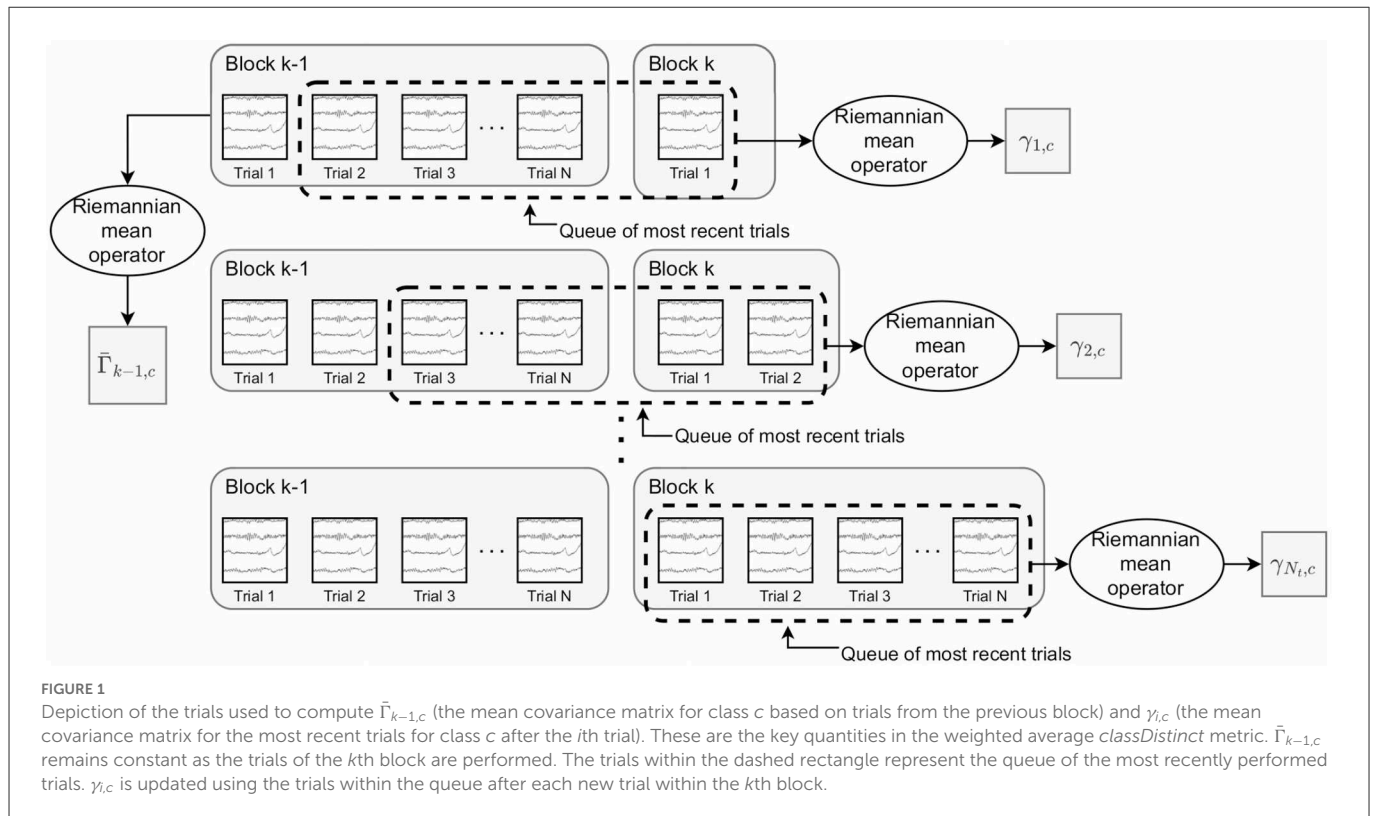 Block k-1
Block k
Trial 1 Trial 2 Trial 3 ... Trial N Trial 1
Riemannian
mean
operator
γ1,c
Riemannian
mean
operator
Queue of most recent trials
Γ̄k−1,c
Block k-1
Block k
Trial 1 Trial 2 Trial 3 ... Trial N Trial 1 Trial 2
Riemannian
mean
operator
γ2,c
Queue of most recent trials
Block k-1
Block k
Trial 1 Trial 2 Trial 3 ... Trial N Trial 1 Trial 2 Trial 3 ... Trial N
Riemannian
mean
operator
γNt,c
Queue of most recent trials
FIGURE 1
Depiction of the trials used to compute Γ̄k−1,c (the mean covariance matrix for class c based on trials from the previous block) and γi,c (the mean
covariance matrix for the most recent trials for class c after the ith trial). These are the key quantities in the weighted average classDistinct metric. Γ̄k−1,c
remains constant as the trials of the kth block are performed. The trials within the dashed rectangle represent the queue of the most recently performed
trials. γi,c is updated using the trials within the queue after each new trial within the kth block.